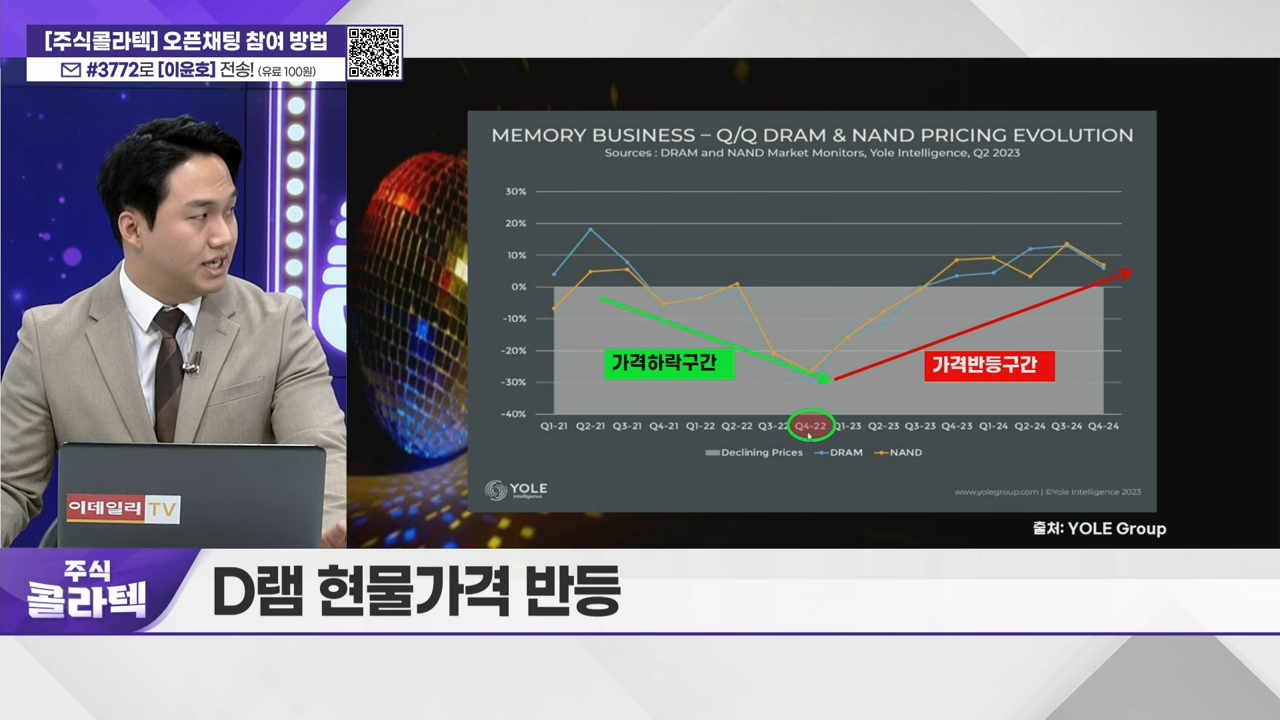 [주식콜라텍] 오픈채팅 참여 방법
#3772로 [이윤호] 전송! (유료 100원)
MEMORY BUSINESS – Q/Q DRAM & NAND PRICING EVOLUTION
Sources : DRAM and NAND Market Monitors, Yole Intelligence, Q2 2023
30%
20%
10%
0%
-10%
-20%
-30%
-40%
가격하락구간
가격반등구간
Q1-21 Q2-21 Q3-21 Q4-21 Q1-22 Q2-22 Q3-22 Q4-22 Q1-23 Q2-23 Q3-23 Q4-23 Q1-24 Q2-24 Q3-24 Q4-24
Declining Prices DRAM NAND
YOLE
Intelligence
www.yolegroup.com | ©Yole Intelligence 2023
출처: YOLE Group
이데일리 TV
주식
콜라텍
D램 현물가격 반등